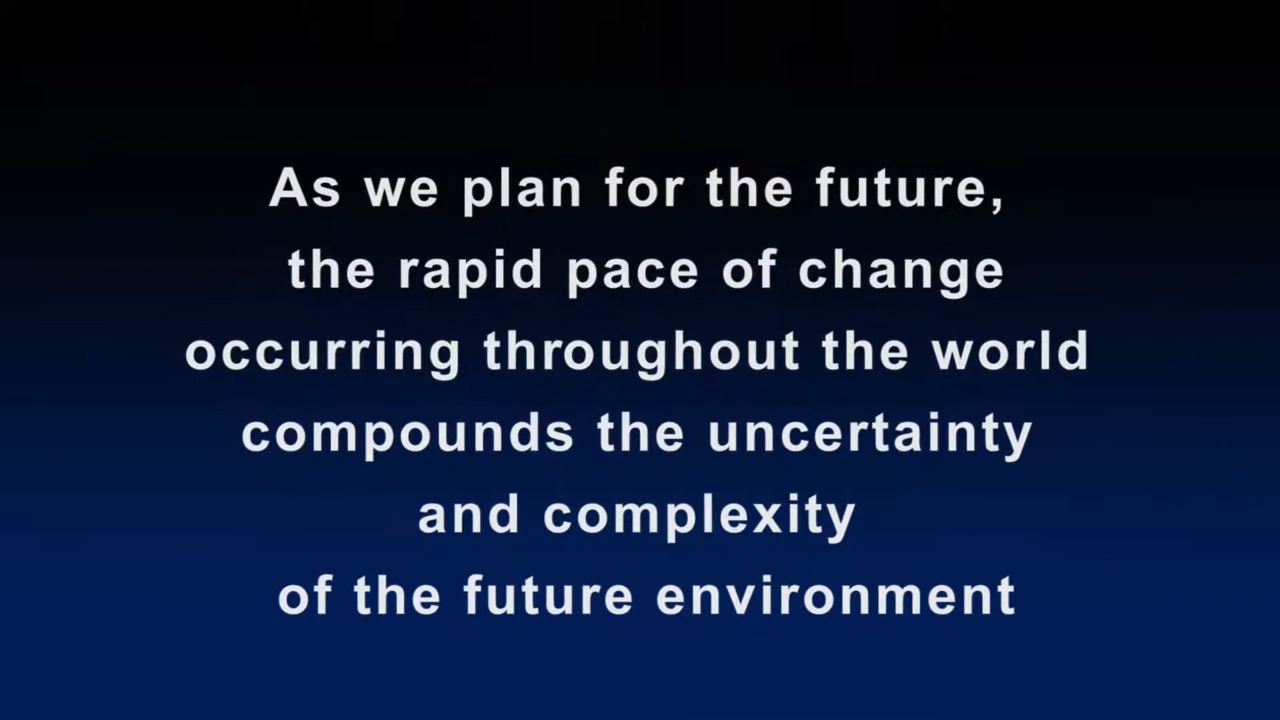 As we plan for the future,
the rapid pace of change
occurring throughout the world
compounds the uncertainty
and complexity
of the future environment